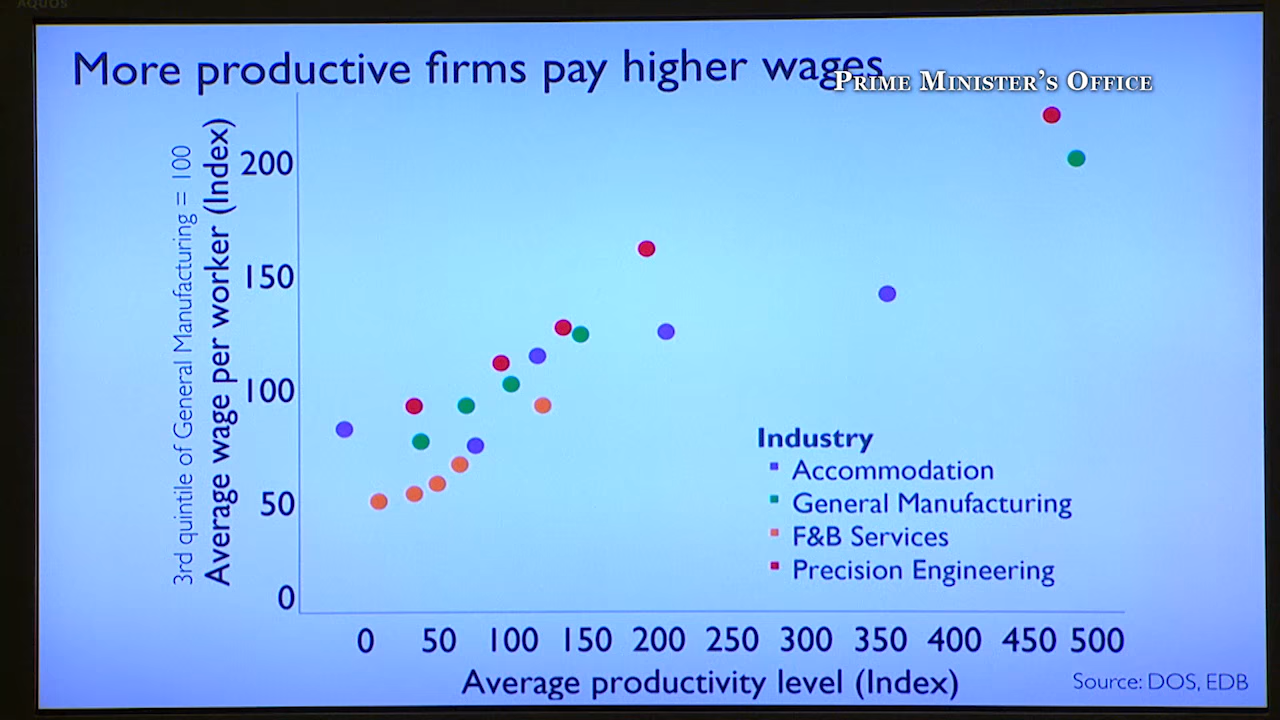 AQUOS
More productive firms pay higher wages
PRIME MINISTER'S OFFICE
3rd quintile of General Manufacturing = 100
Average wage per worker (Index)
200
150
100
50
0
Industry
Accommodation
General Manufacturing
F&B Services
Precision Engineering
0 50 100 150 200 250 300 350 400 450 500
Average productivity level (Index)
Source: DOS, EDB